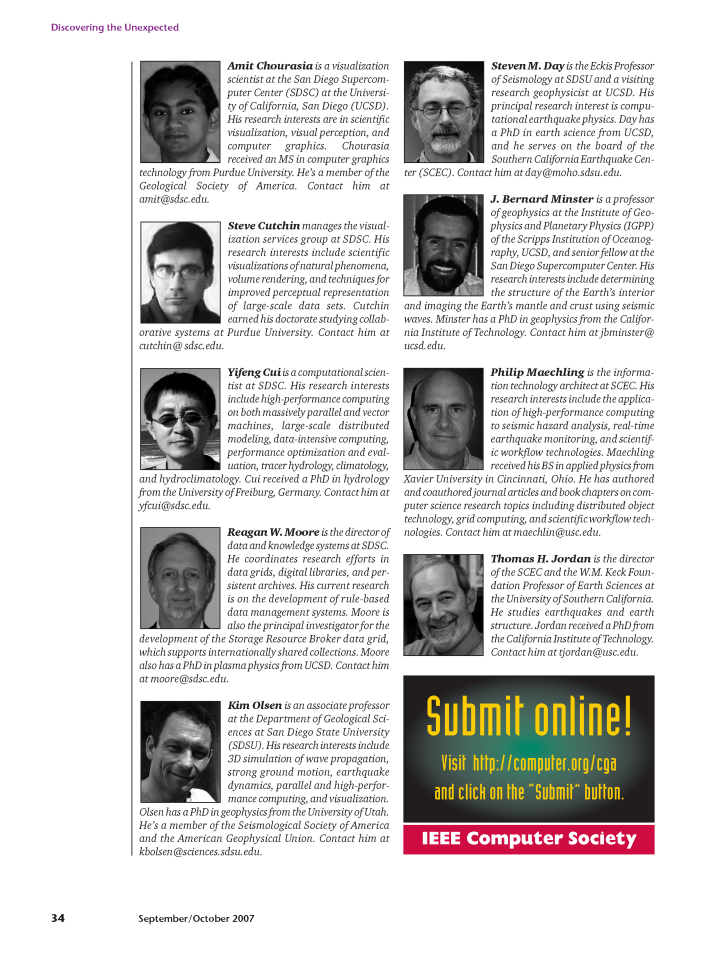 Discovering the Unexpected
Amit Chourasia is a visualization
scientist at the San Diego Supercom-
puter Center (SDSC) at the Universi-
ty of California, San Diego (UCSD).
His research interests are in scientific
visualization, visual perception, and
computer graphics. Chourasia
received an MS in computer graphics
technology from Purdue University. He's a member of the
Geological Society of America. Contact him at
amit@sdsc.edu.
Steve Cutchin manages the visual-
ization services group at SDSC. His
research interests include scientific
visualizations of natural phenomena,
volume rendering, and techniques for
improved perceptual representation
of large-scale data sets. Cutchin
earned his doctorate studying collab-
orative systems at Purdue University. Contact him at
cutchin@ sdsc.edu.
Yifeng Cui is a computational scien-
tist at SDSC. His research interests
include high-performance computing
on both massively parallel and vector
machines, large-scale distributed
modeling, data-intensive computing,
performance optimization and eval-
uation, tracer hydrology, climatology,
and hydroclimatology. Cui received a PhD in hydrology
from the University of Freiburg, Germany. Contact him at
yfcui@sdsc.edu.
Reagan W. Moore is the director of
data and knowledge systems at SDSC.
He coordinates research efforts in
data grids, digital libraries, and per-
sistent archives. His current research
is on the development of rule-based
data management systems. Moore is
also the principal investigator for the
development of the Storage Resource Broker data grid,
which supports internationally shared collections. Moore
also has a PhD in plasma physics from UCSD. Contact him
at moore@sdsc.edu.
Kim Olsen is an associate professor
at the Department of Geological Sci-
ences at San Diego State University
(SDSU). His research interests include
3D simulation of wave propagation,
strong ground motion, earthquake
dynamics, parallel and high-perfor-
mance computing, and visualization.
Olsen has a PhD in geophysics from the University of Utah.
He's a member of the Seismological Society of America
and the American Geophysical Union. Contact him at
kbolsen@sciences.sdsu.edu.
Steven M. Day is the Eckis Professor
of Seismology at SDSU and a visiting
research geophysicist at UCSD. His
principal research interest is compu-
tational earthquake physics. Day has
a PhD in earth science from UCSD,
and he serves on the board of the
Southern California Earthquake Cen-
ter (SCEC). Contact him at day@moho.sdsu.edu.
J. Bernard Minster is a professor
of geophysics at the Institute of Geo-
physics and Planetary Physics (IGPP)
of the Scripps Institution of Oceanog-
raphy, UCSD, and senior fellow at the
San Diego Supercomputer Center. His
research interests include determining
the structure of the Earth's interior
and imaging the Earth's mantle and crust using seismic
waves. Minster has a PhD in geophysics from the Califor-
nia Institute of Technology. Contact him at jbminster@
ucsd.edu.
Philip Maechling is the informa-
tion technology architect at SCEC. His
research interests include the applica-
tion of high-performance computing
to seismic hazard analysis, real-time
earthquake monitoring, and scientif-
ic workflow technologies. Maechling
received his BS in applied physics from
Xavier University in Cincinnati, Ohio. He has authored
and coauthored journal articles and book chapters on com-
puter science research topics including distributed object
technology, grid computing, and scientific workflow tech-
nologies. Contact him at maechlin@usc.edu.
Thomas H. Jordan is the director
of the SCEC and the W.M. Keck Foun-
dation Professor of Earth Sciences at
the University of Southern California.
He studies earthquakes and earth
structure. Jordan received a PhD from
the California Institute of Technology.
Contact him at tjordan@usc.edu.
Submit online!
Visit http://computer.org/cga
and click on the "Submit" button.
IEEE Computer Society
34 September/October 2007